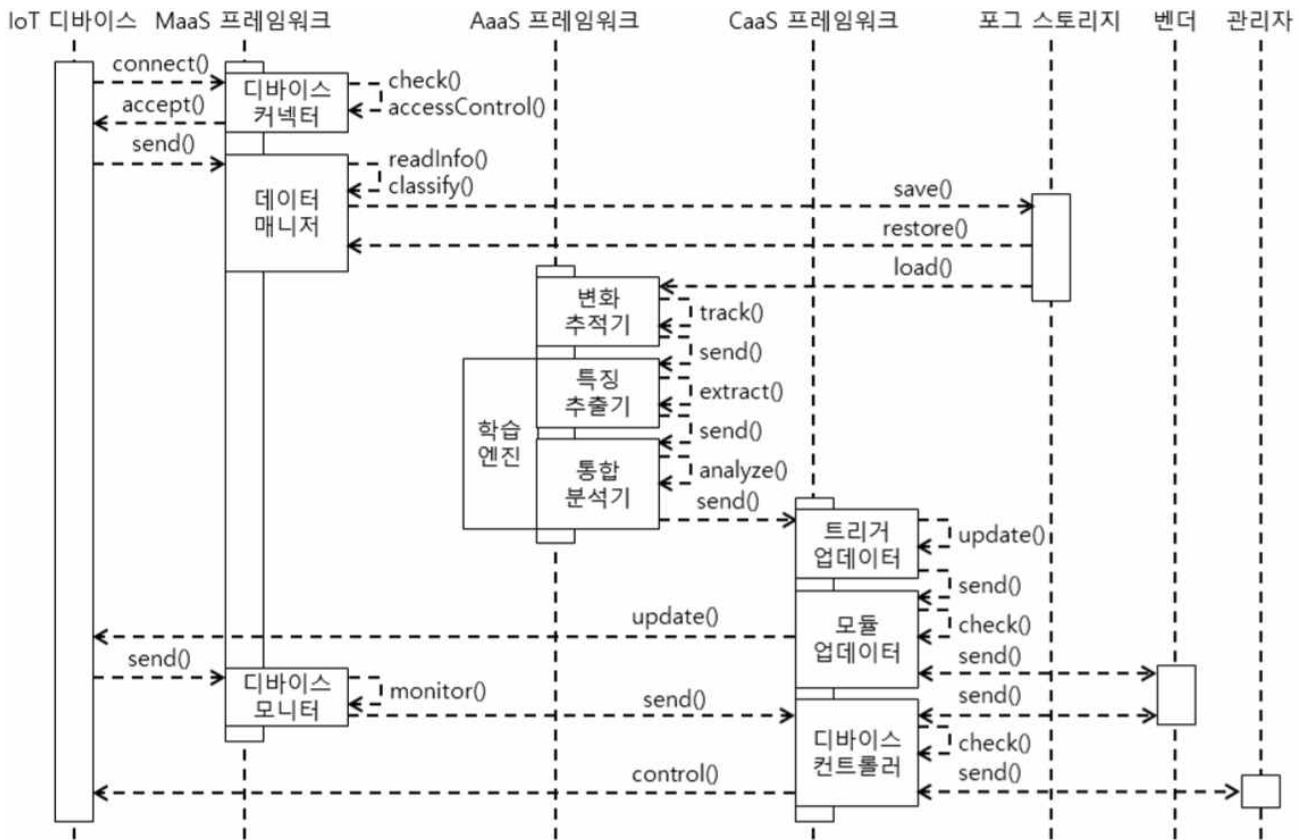 IoT 디바이스 MaaS 프레임워크 AaaS 프레임워크 CaaS 프레임워크 포그 스토리지 벤더 관리자
connect()
디바이스
커넥터
check()
accessControl()
accept()
send()
데이터
매니저
readInfo()
classify()
save()
restore()
load()
변화
추적기
track()
send()
학습
엔진
특징
추출기
extract()
send()
통합
분석기
analyze()
send()
트리거
업데이터
update()
send()
모듈
업데이터
check()
update()
send()
send()
디바이스
모니터
monitor()
send()
send()
디바이스
컨트롤러
check()
control()
send()